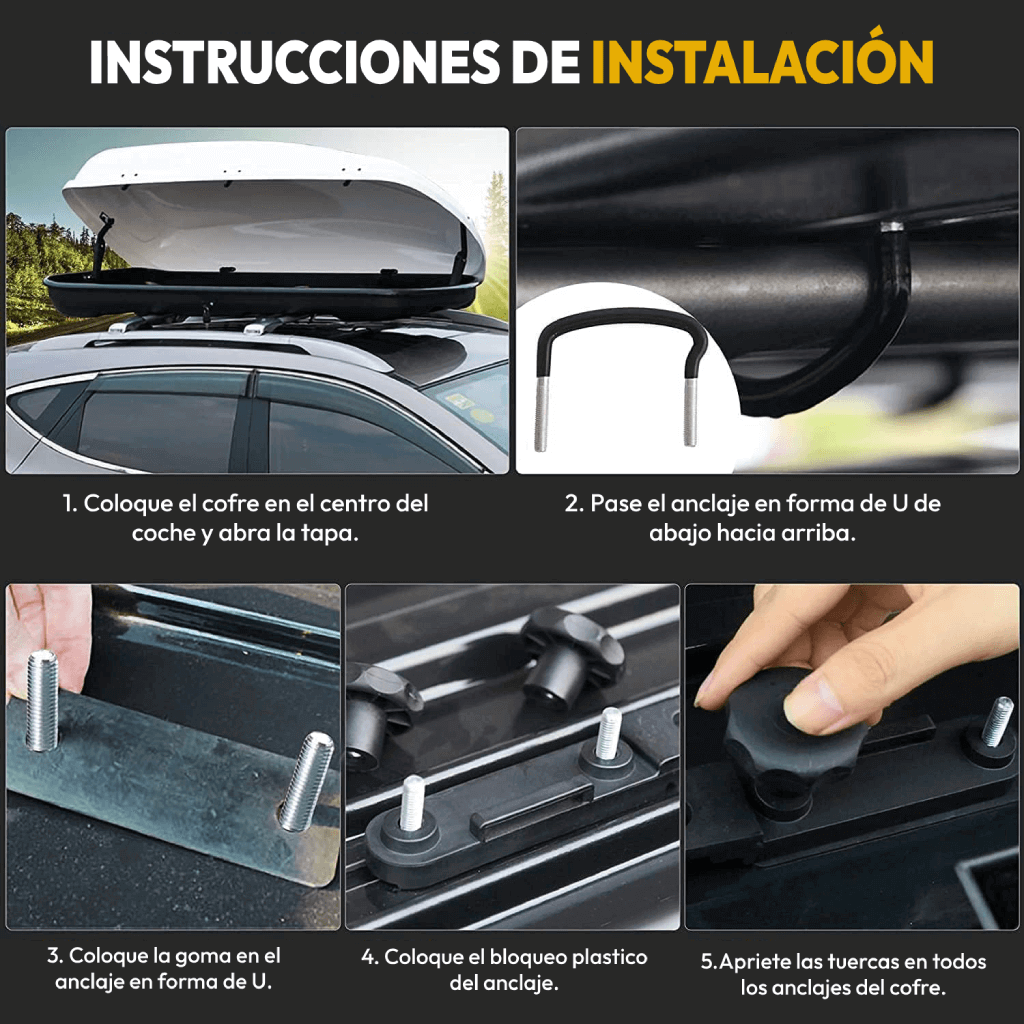 INSTRUCCIONES DE INSTALACIÓN
1. Coloque el cofre en el centro del
coche y abra la tapa.
2. Pase el anclaje en forma de U de
abajo hacia arriba.
3. Coloque la goma en el
anclaje en forma de U.
4. Coloque el bloqueo plastico
del anclaje.
5.Apriete las tuercas en todos
los anclajes del cofre.